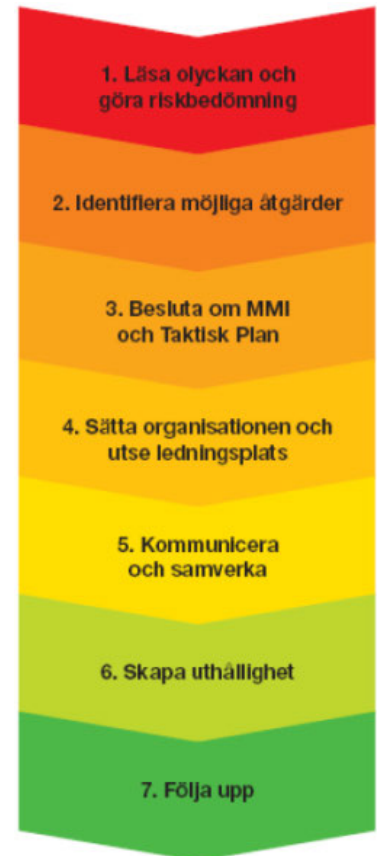 1. Läsa olyckan och
göra riskbedömning
2. Identifiera möjliga åtgärder
3. Besluta om MMI
och Taktisk Plan
4. Sätta organisationen och
utse ledningsplats
5. Kommunicera
och samverka
6. Skapa uthållighet
7. Följa upp